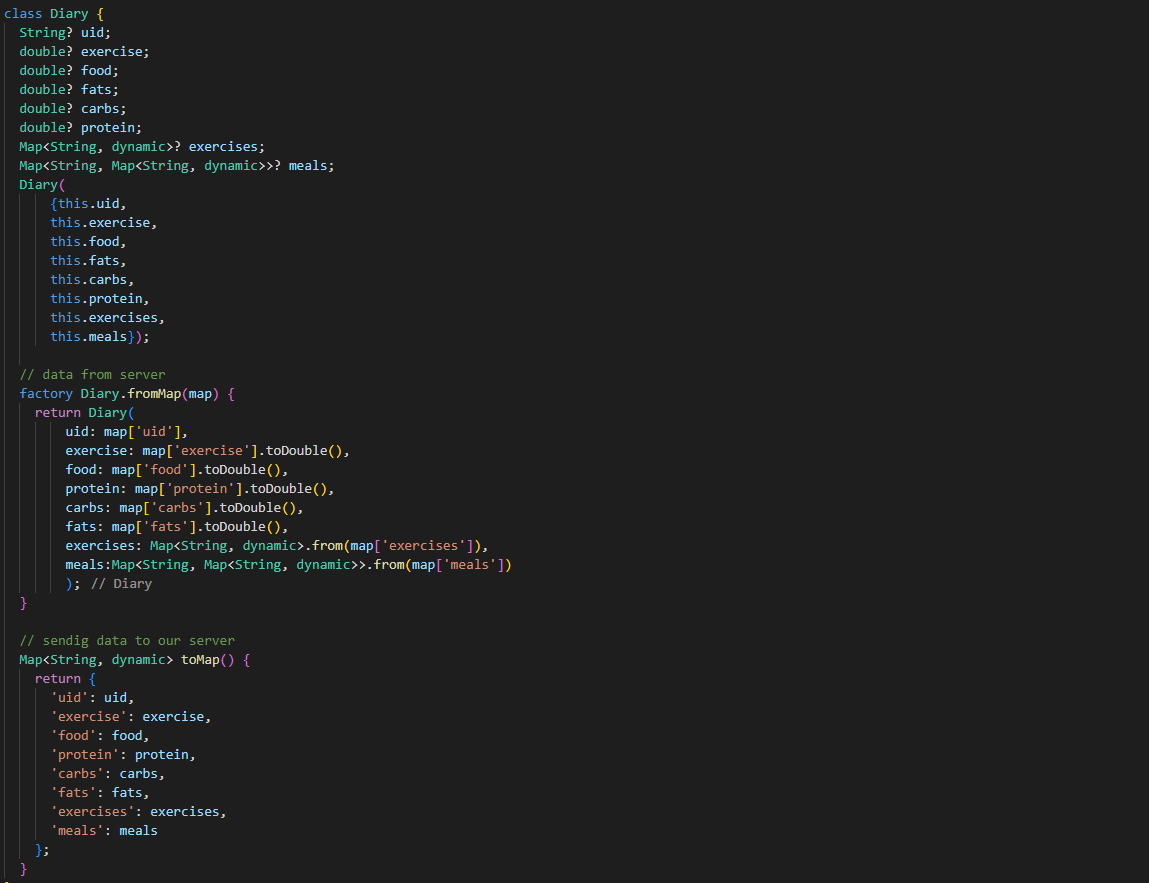 class Diary {
String? uid;
double? exercise;
double? food;
double? fats;
double? carbs;
double? protein;
Map<String, dynamic>? exercises;
Map<String, Map<String, dynamic>>? meals;
Diary(
{this.uid,
this.exercise,
this.food,
this.fats,
this.carbs,
this.protein,
this.exercises,
this.meals});
// data from server
factory Diary.fromMap(map) {
return Diary(
uid: map['uid'],
exercise: map['exercise'].toDouble(),
food: map['food'].toDouble(),
protein: map['protein'].toDouble(),
carbs: map['carbs'].toDouble(),
fats: map['fats'].toDouble(),
exercises: Map<String, dynamic>.from(map['exercises']),
meals:Map<String, Map<String, dynamic>>.from(map['meals'])
); // Diary
}
// sendig data to our server
Map<String, dynamic> toMap() {
return {
'uid': uid,
'exercise': exercise,
'food': food,
'protein': protein,
'carbs': carbs,
'fats': fats,
'exercises': exercises,
'meals': meals
};
}